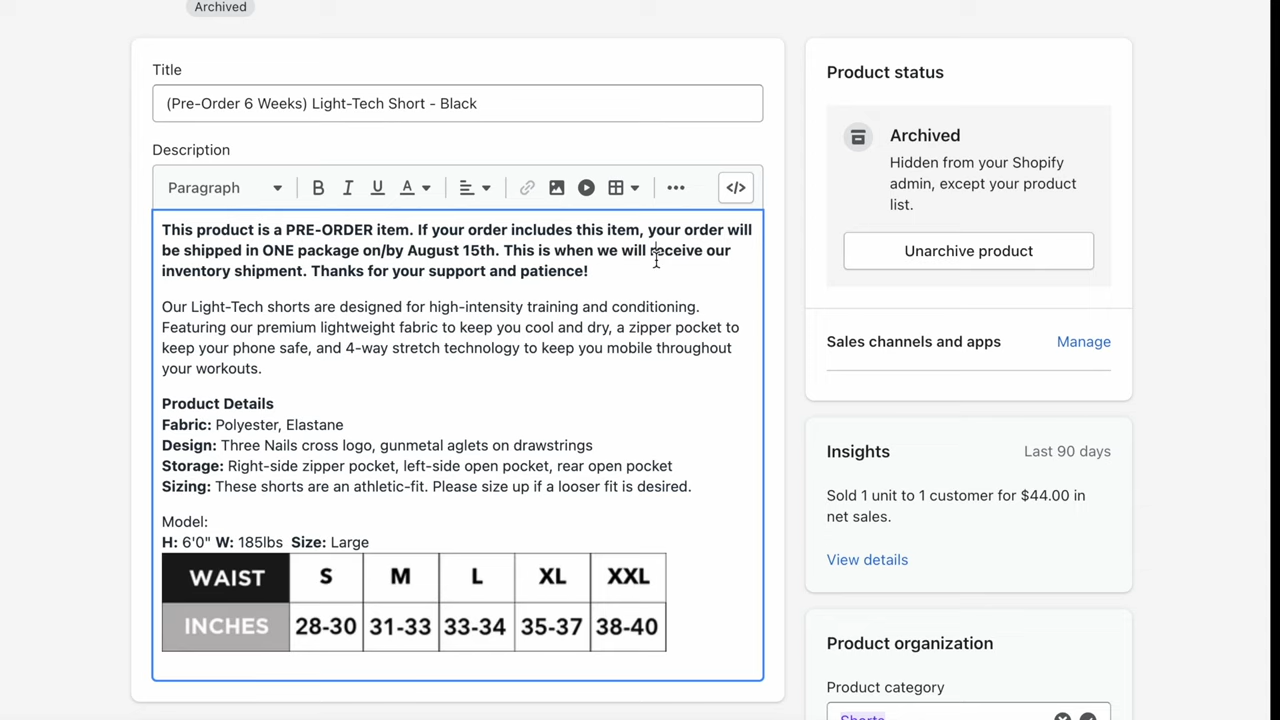 Archived
Title
(Pre-Order 6 Weeks) Light-Tech Short - Black
Description
Paragraph
B I U A
This product is a PRE-ORDER item. If your order includes this item, your order will
be shipped in ONE package on/by August 15th. This is when we will receive our
inventory shipment. Thanks for your support and patience!
Our Light-Tech shorts are designed for high-intensity training and conditioning.
Featuring our premium lightweight fabric to keep you cool and dry, a zipper pocket to
keep your phone safe, and 4-way stretch technology to keep you mobile throughout
your workouts.
Product Details
Fabric: Polyester, Elastane
Design: Three Nails cross logo, gunmetal aglets on drawstrings
Storage: Right-side zipper pocket, left-side open pocket, rear open pocket
Sizing: These shorts are an athletic-fit. Please size up if a looser fit is desired.
Model:
H: 6'0" W: 185lbs Size: Large
WAIST S M L XL XXL
INCHES 28-30 31-33 33-34 35-37 38-40
Product status
Archived
Hidden from your Shopify
admin, except your product
list.
Unarchive product
Sales channels and apps Manage
Insights Last 90 days
Sold 1 unit to 1 customer for $44.00 in
net sales.
View details
Product organization
Product category
Shorts